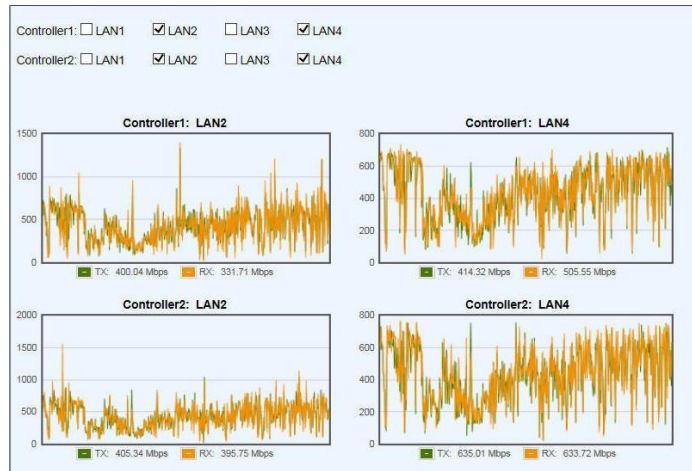 Controller1: LAN1 LAN2 LAN3 LAN4
Controller2: LAN1 LAN2 LAN3 LAN4
Controller1: LAN2
1500
1000
500
0
TX: 400.04 Mbps RX: 331.71 Mbps
Controller1: LAN4
800
600
400
200
0
TX: 414.32 Mbps RX: 505.55 Mbps
Controller2: LAN2
2000
1500
1000
500
0
TX: 405.34 Mbps RX: 395.75 Mbps
Controller2: LAN4
800
600
400
200
0
TX: 635.01 Mbps RX: 633.72 Mbps